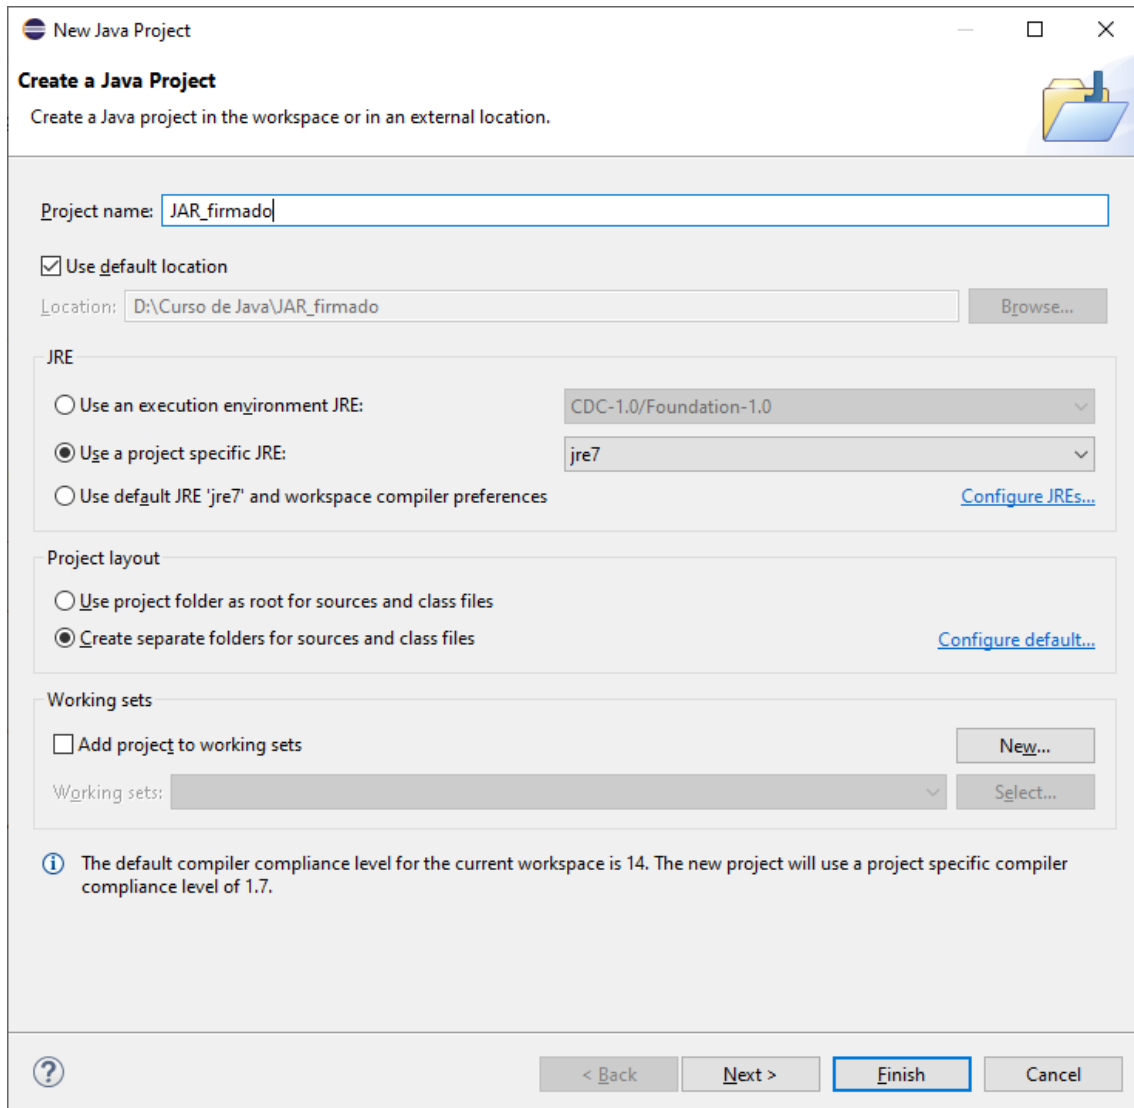 New Java Project
Create a Java Project
Create a Java project in the workspace or in an external location.
Project name: JAR_firmado
Use default location
Location: D:\Curso de Java\JAR_firmado Browse...
JRE
Use an execution environment JRE: CDC-1.0/Foundation-1.0
Use a project specific JRE: jre7
Use default JRE 'jre7' and workspace compiler preferences Configure JREs...
Project layout
Use project folder as root for sources and class files
Create separate folders for sources and class files Configure default...
Working sets
Add project to working sets New...
Working sets: Select...
The default compiler compliance level for the current workspace is 14. The new project will use a project specific compiler
compliance level of 1.7.
? < Back Next > Finish Cancel